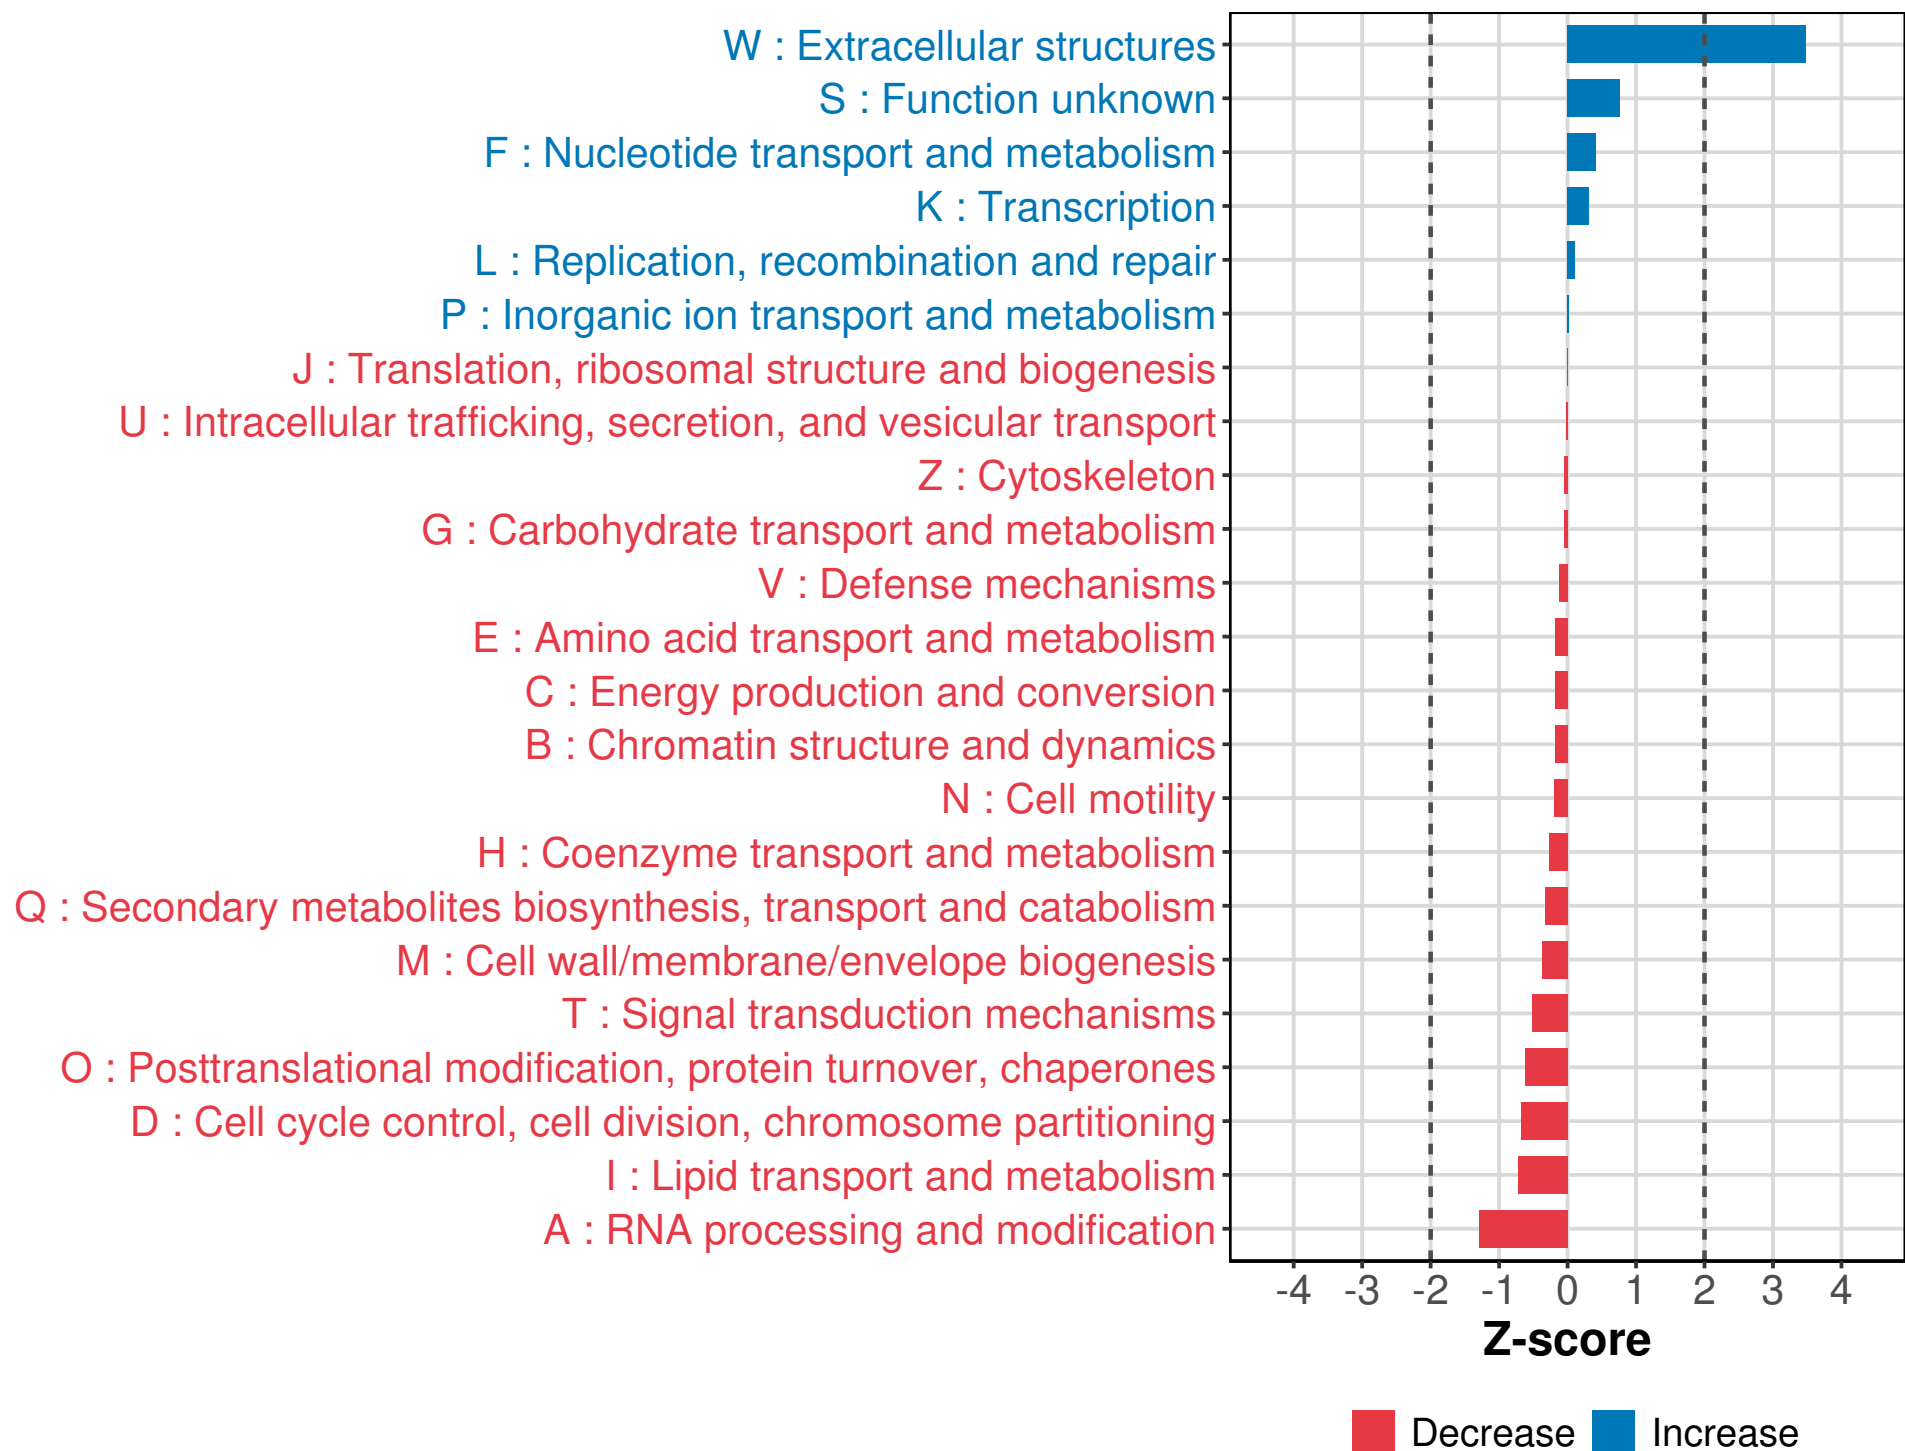 W : Extracellular structures
S : Function unknown
F : Nucleotide transport and metabolism
K : Transcription
L : Replication, recombination and repair
P : Inorganic ion transport and metabolism
J : Translation, ribosomal structure and biogenesis
U : Intracellular trafficking, secretion, and vesicular transport
Z : Cytoskeleton
G : Carbohydrate transport and metabolism
V : Defense mechanisms
E : Amino acid transport and metabolism
C : Energy production and conversion
B : Chromatin structure and dynamics
N : Cell motility
H : Coenzyme transport and metabolism
Q : Secondary metabolites biosynthesis, transport and catabolism
M : Cell wall/membrane/envelope biogenesis
T : Signal transduction mechanisms
O : Posttranslational modification, protein turnover, chaperones
D : Cell cycle control, cell division, chromosome partitioning
I : Lipid transport and metabolism
A : RNA processing and modification
-4 -3 -2 -1 0 1 2 3 4
Z-score
Decrease Increase